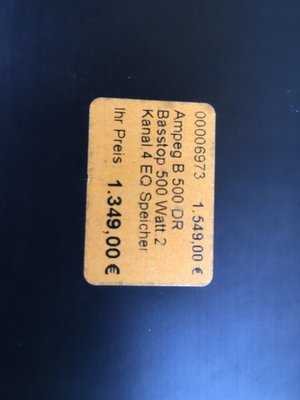 00006973 1.549,00 €
Ampeg B 500 DR
Basstop 500 Watt 2
Kanal 4 EQ Speicher
Ihr Preis 1.349,00 €